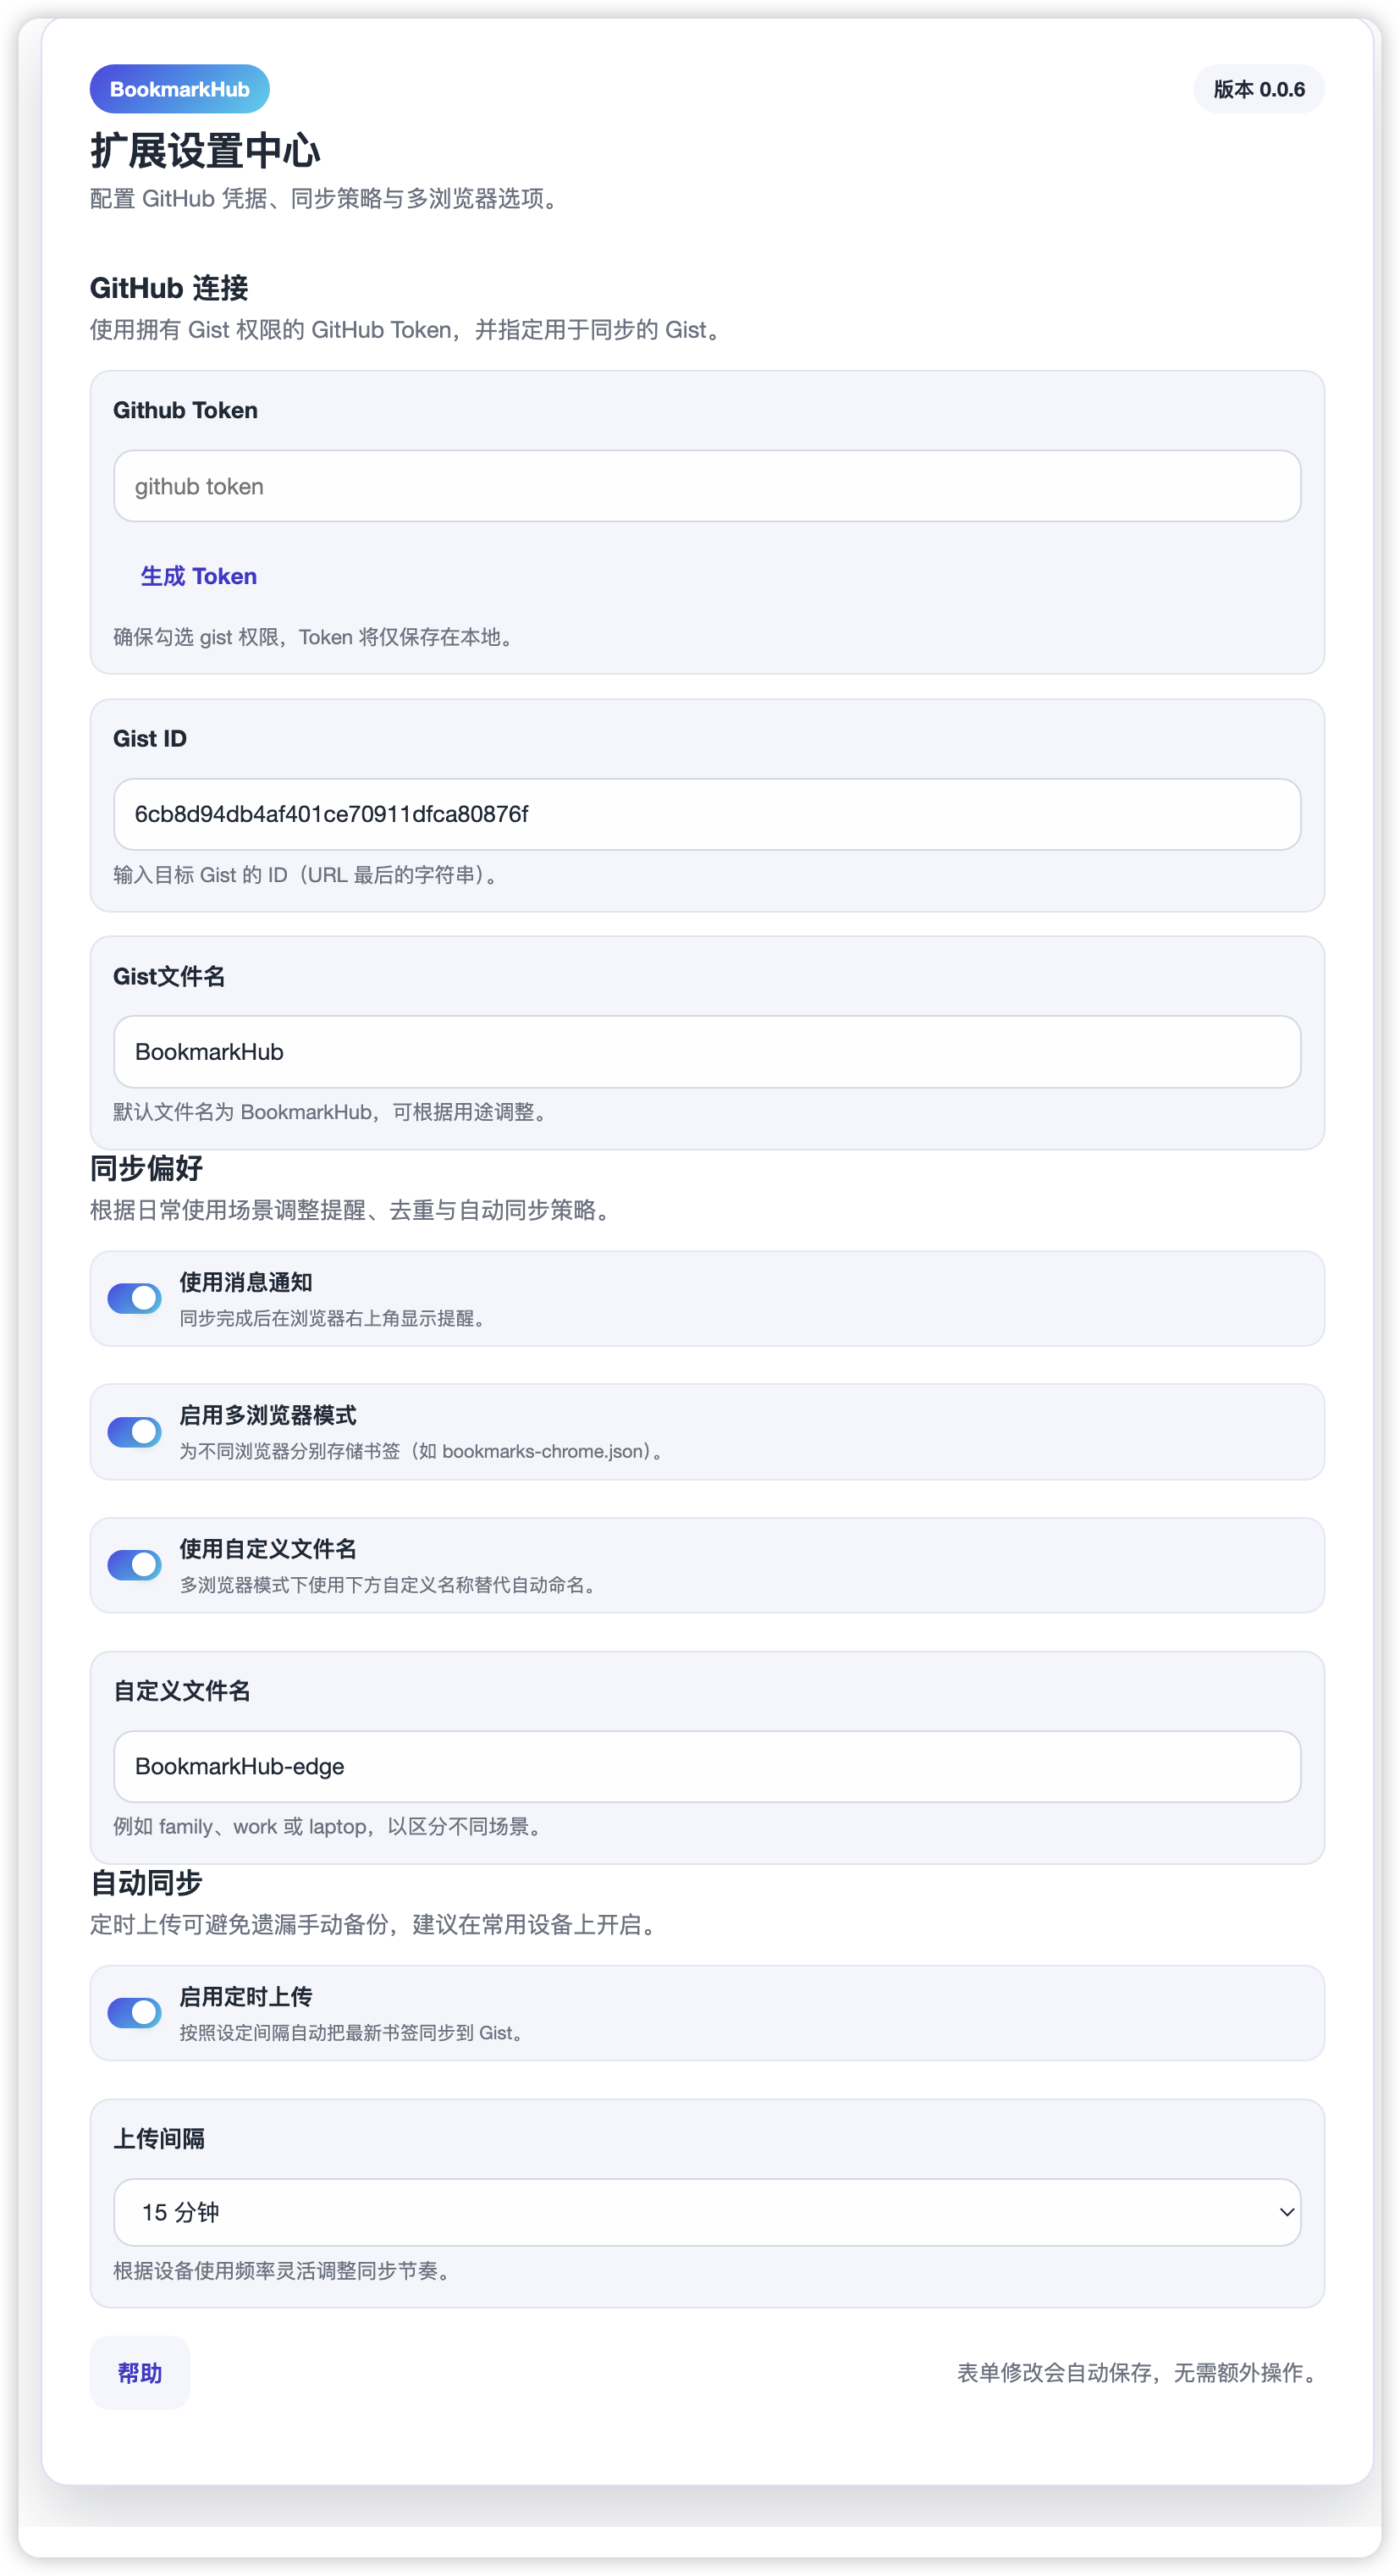 BookmarkHub
版本 0.0.6
扩展设置中心
配置 GitHub 凭据、同步策略与多浏览器选项。
GitHub 连接
使用拥有 Gist 权限的 GitHub Token，并指定用于同步的 Gist。
Github Token
github token
生成 Token
确保勾选 gist 权限，Token 将仅保存在本地。
Gist ID
6cb8d94db4af401ce70911dfca80876f
输入目标 Gist 的 ID（URL 最后的字符串）。
Gist文件名
BookmarkHub
默认文件名为 BookmarkHub，可根据用途调整。
同步偏好
根据日常使用场景调整提醒、去重与自动同步策略。
使用消息通知
同步完成后在浏览器右上角显示提醒。
启用多浏览器模式
为不同浏览器分别存储书签（如 bookmarks-chrome.json）。
使用自定义文件名
多浏览器模式下使用下方自定义名称替代自动命名。
自定义文件名
BookmarkHub-edge
例如 family、work 或 laptop，以区分不同场景。
自动同步
定时上传可避免遗漏手动备份，建议在常用设备上开启。
启用定时上传
按照设定间隔自动把最新书签同步到 Gist。
上传间隔
15 分钟
根据设备使用频率灵活调整同步节奏。
帮助
表单修改会自动保存，无需额外操作。